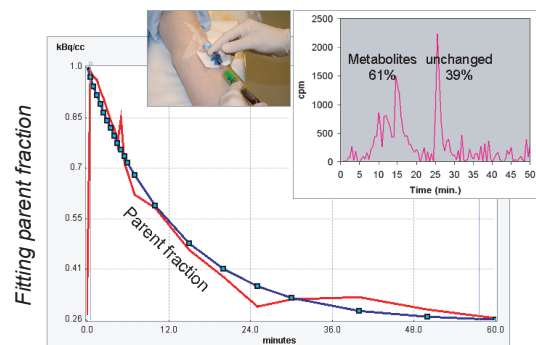 Fitting parent fraction
kBq/cc
1.0
0.85
0.7
0.55
0.41
0.26
0.0
12.0
24.0
36.0
48.0
60.0
minutes
Parent fraction
cpm
2500
2000
1500
1000
500
0
Metabolites
61%
unchanged
39%
0 5 10 15 20 25 30 35 40 45 50
Time (min.)